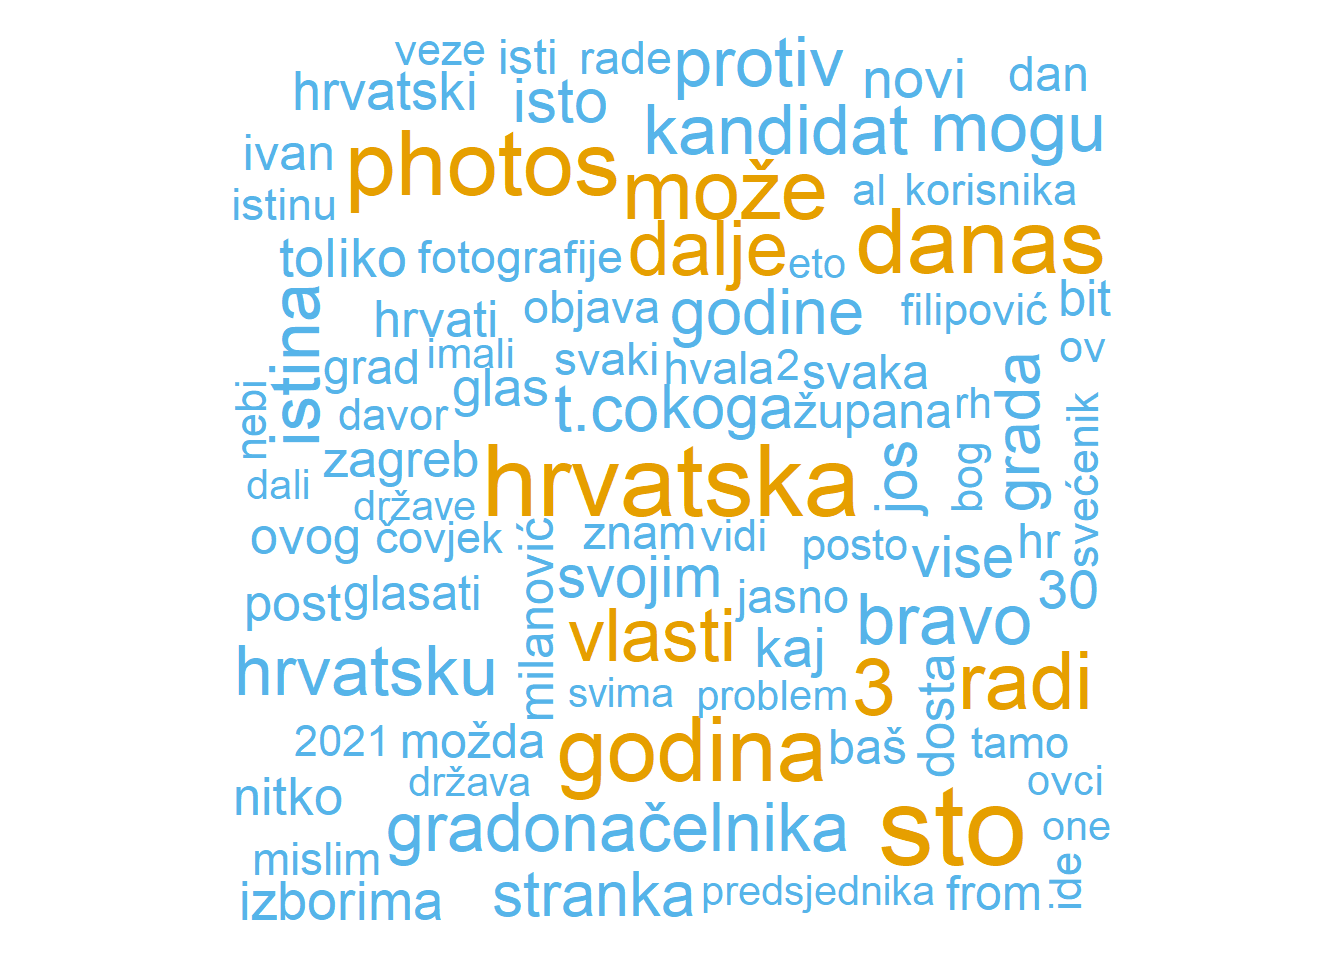 veze isti rade protiv novi dan
hrvatski isto kandidat mogu
ivan photos može al korisnika
istinu dalje danas
toliko fotografije eto
istina hrvati objava godine filipović bit
grad imali svaki hvala 2 svaka grada ov
nebi davor glas t.co koga župana rh
zagreb hrvatska jos bog svećenik
dali države
ovog čovjek milanović znam vidi posto vise hr
post glasati svojim jasno bravo 30
vlasti kaj
hrvatsku svima problem 3 dosta radi
2021 možda godina baš tamo
nitko država ovci
gradonačelnika sto one
mislim ide
izborima stranka predsjednika from